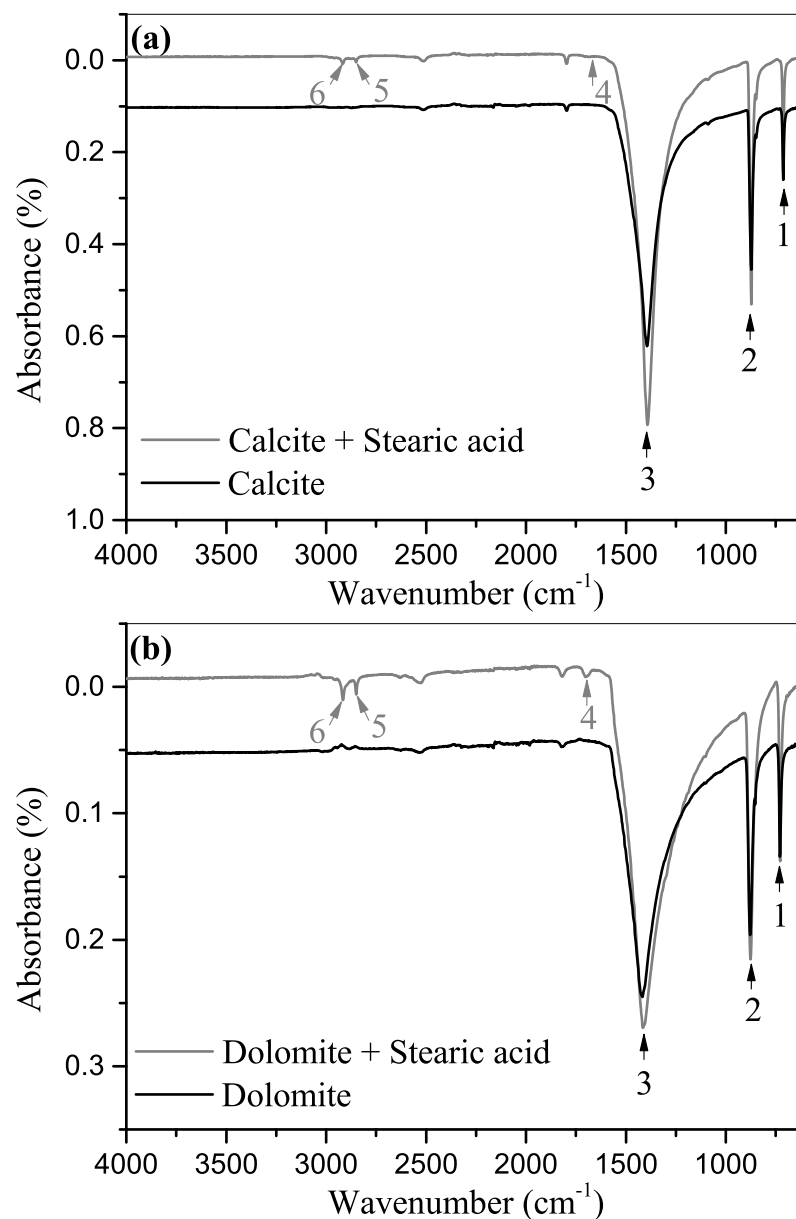 (a)
0.0
0.2
0.4
0.6
0.8
1.0
Absorbance (%)
6 5 4
1
2
3
Calcite + Stearic acid
Calcite
4000 3500 3000 2500 2000 1500 1000
Wavenumber (cm⁻¹)
(b)
0.0
0.1
0.2
0.3
Absorbance (%)
6 5 4
1
2
3
Dolomite + Stearic acid
Dolomite
4000 3500 3000 2500 2000 1500 1000
Wavenumber (cm⁻¹)